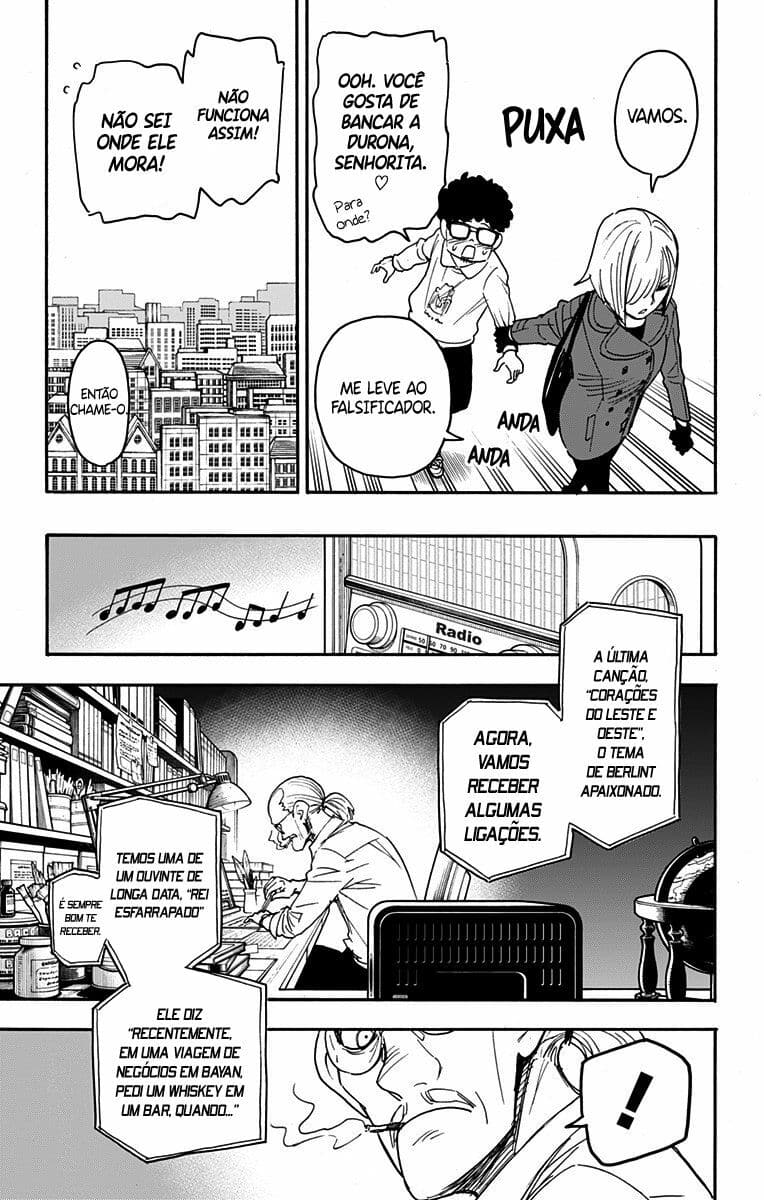 VAMOS.
PUXA
OOH. VOCÊ
GOSTA DE
BANCAR A
DURONA,
SENHORITA.
♡
Para
onde?
ME LEVE AO
FALSIFICADOR.
ANDA
ANDA
NÃO
FUNCIONA
ASSIM!
NÃO SEI
ONDE ELE
MORA!
ENTÃO
CHAME-O.
Radio
A ÚLTIMA
CANÇÃO,
"CORAÇÕES
DO LESTE E
OESTE",
O TEMA
DE BERLINT
APAIXONADO.
AGORA,
VAMOS
RECEBER
ALGUMAS
LIGAÇÕES.
TEMOS UMA DE
UM OUVINTE DE
LONGA DATA, "REI
ESFARRAPADO"
É SEMPRE
BOM TE
RECEBER.
ELE DIZ
"RECENTEMENTE,
EM UMA VIAGEM DE
NEGÓCIOS EM BAYAN,
PEDI UM WHISKEY EM
UM BAR, QUANDO..."
!